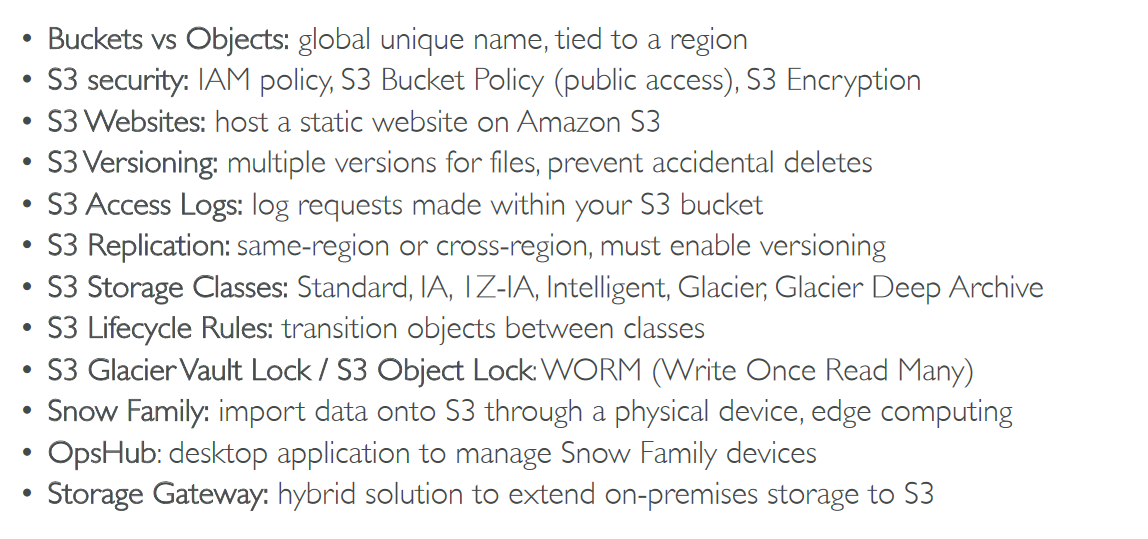 • Buckets vs Objects: global unique name, tied to a region
• S3 security: IAM policy, S3 Bucket Policy (public access), S3 Encryption
• S3 Websites: host a static website on Amazon S3
• S3 Versioning: multiple versions for files, prevent accidental deletes
• S3 Access Logs: log requests made within your S3 bucket
• S3 Replication: same-region or cross-region, must enable versioning
• S3 Storage Classes: Standard, IA, 1Z-IA, Intelligent, Glacier, Glacier Deep Archive
• S3 Lifecycle Rules: transition objects between classes
• S3 Glacier Vault Lock / S3 Object Lock: WORM (Write Once Read Many)
• Snow Family: import data onto S3 through a physical device, edge computing
• OpsHub: desktop application to manage Snow Family devices
• Storage Gateway: hybrid solution to extend on-premises storage to S3